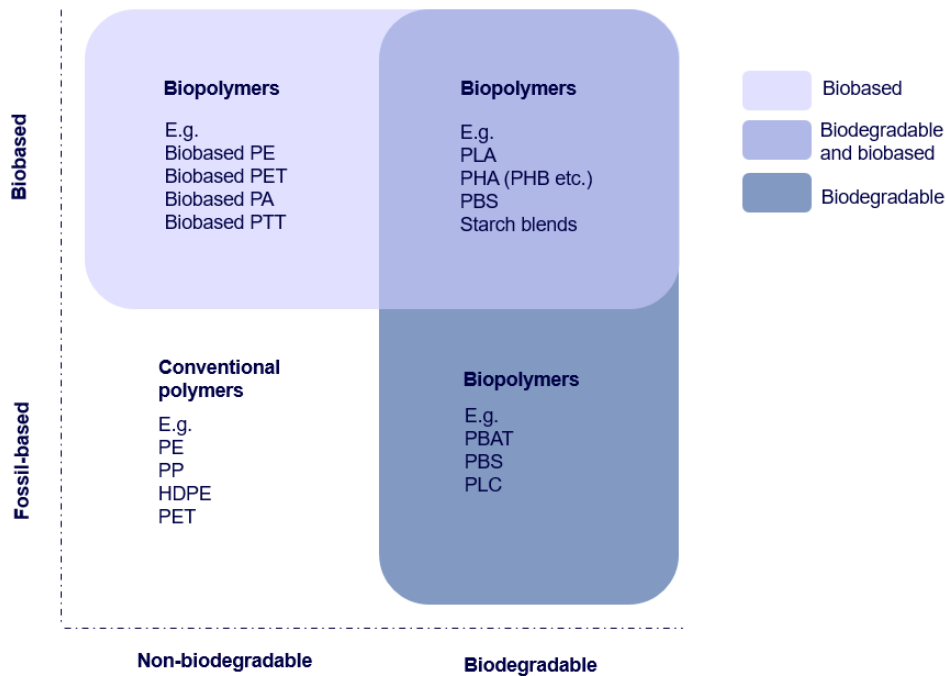 Biobased
Biopolymers
E.g.
Biobased PE
Biobased PET
Biobased PA
Biobased PTT
Biopolymers
E.g.
PLA
PHA (PHB etc.)
PBS
Starch blends
Biobased
Biodegradable
and biobased
Biodegradable
Fossil-based
Conventional
polymers
E.g.
PE
PP
HDPE
PET
Biopolymers
E.g.
PBAT
PBS
PLC
Non-biodegradable
Biodegradable